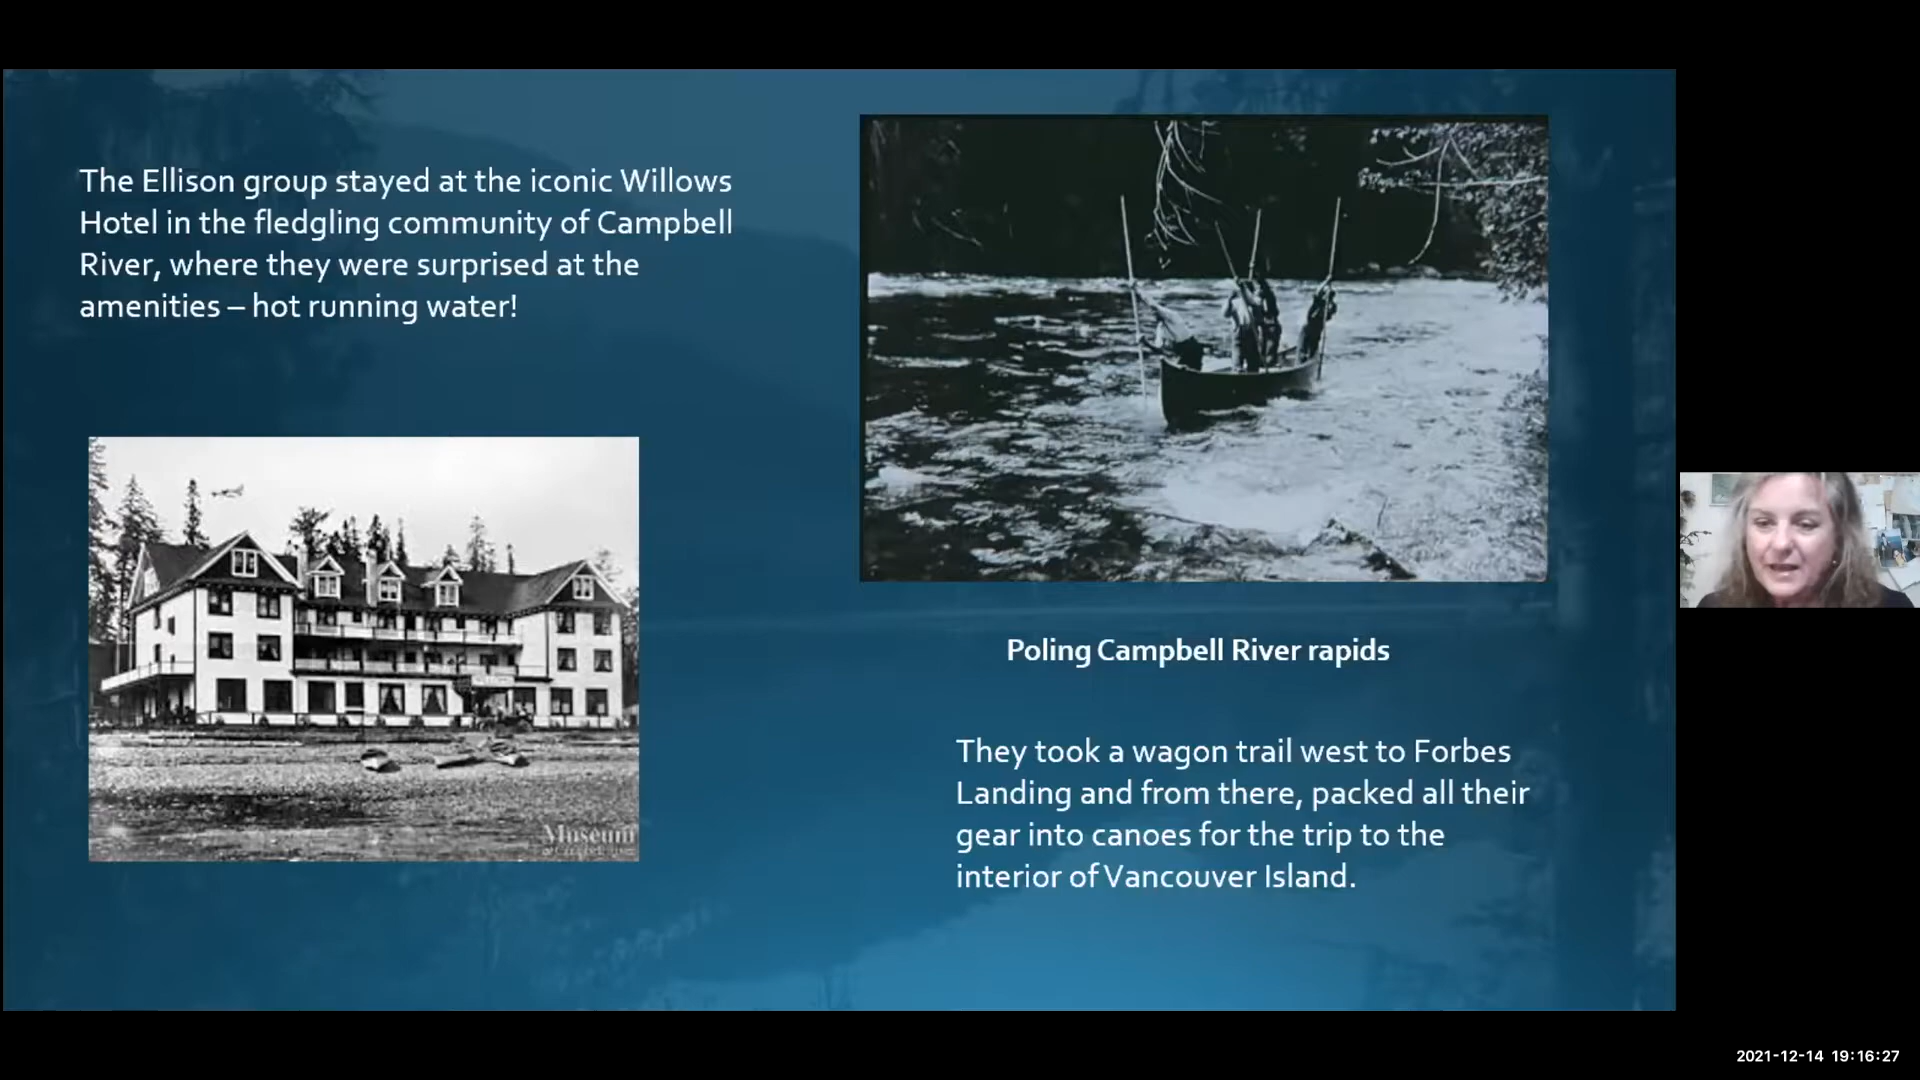 The Ellison group stayed at the iconic Willows
Hotel in the fledgling community of Campbell
River, where they were surprised at the
amenities – hot running water!
Museum
Poling Campbell River rapids
They took a wagon trail west to Forbes
Landing and from there, packed all their
gear into canoes for the trip to the
interior of Vancouver Island.
2021-12-14 19:16:27